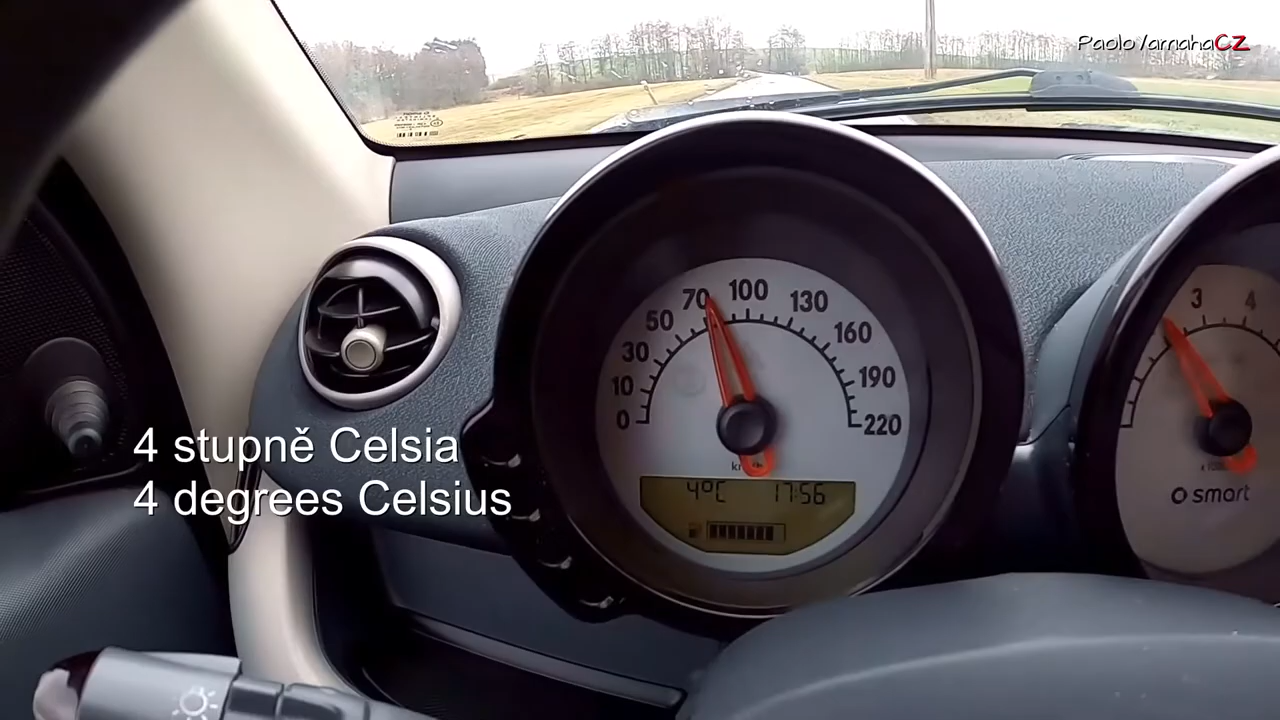 PaoloYamahaCZ
3
4
70
100
130
50
160
30
190
10
0
220
4 stupně Celsia
4 degrees Celsius
4°C 17:56
smart